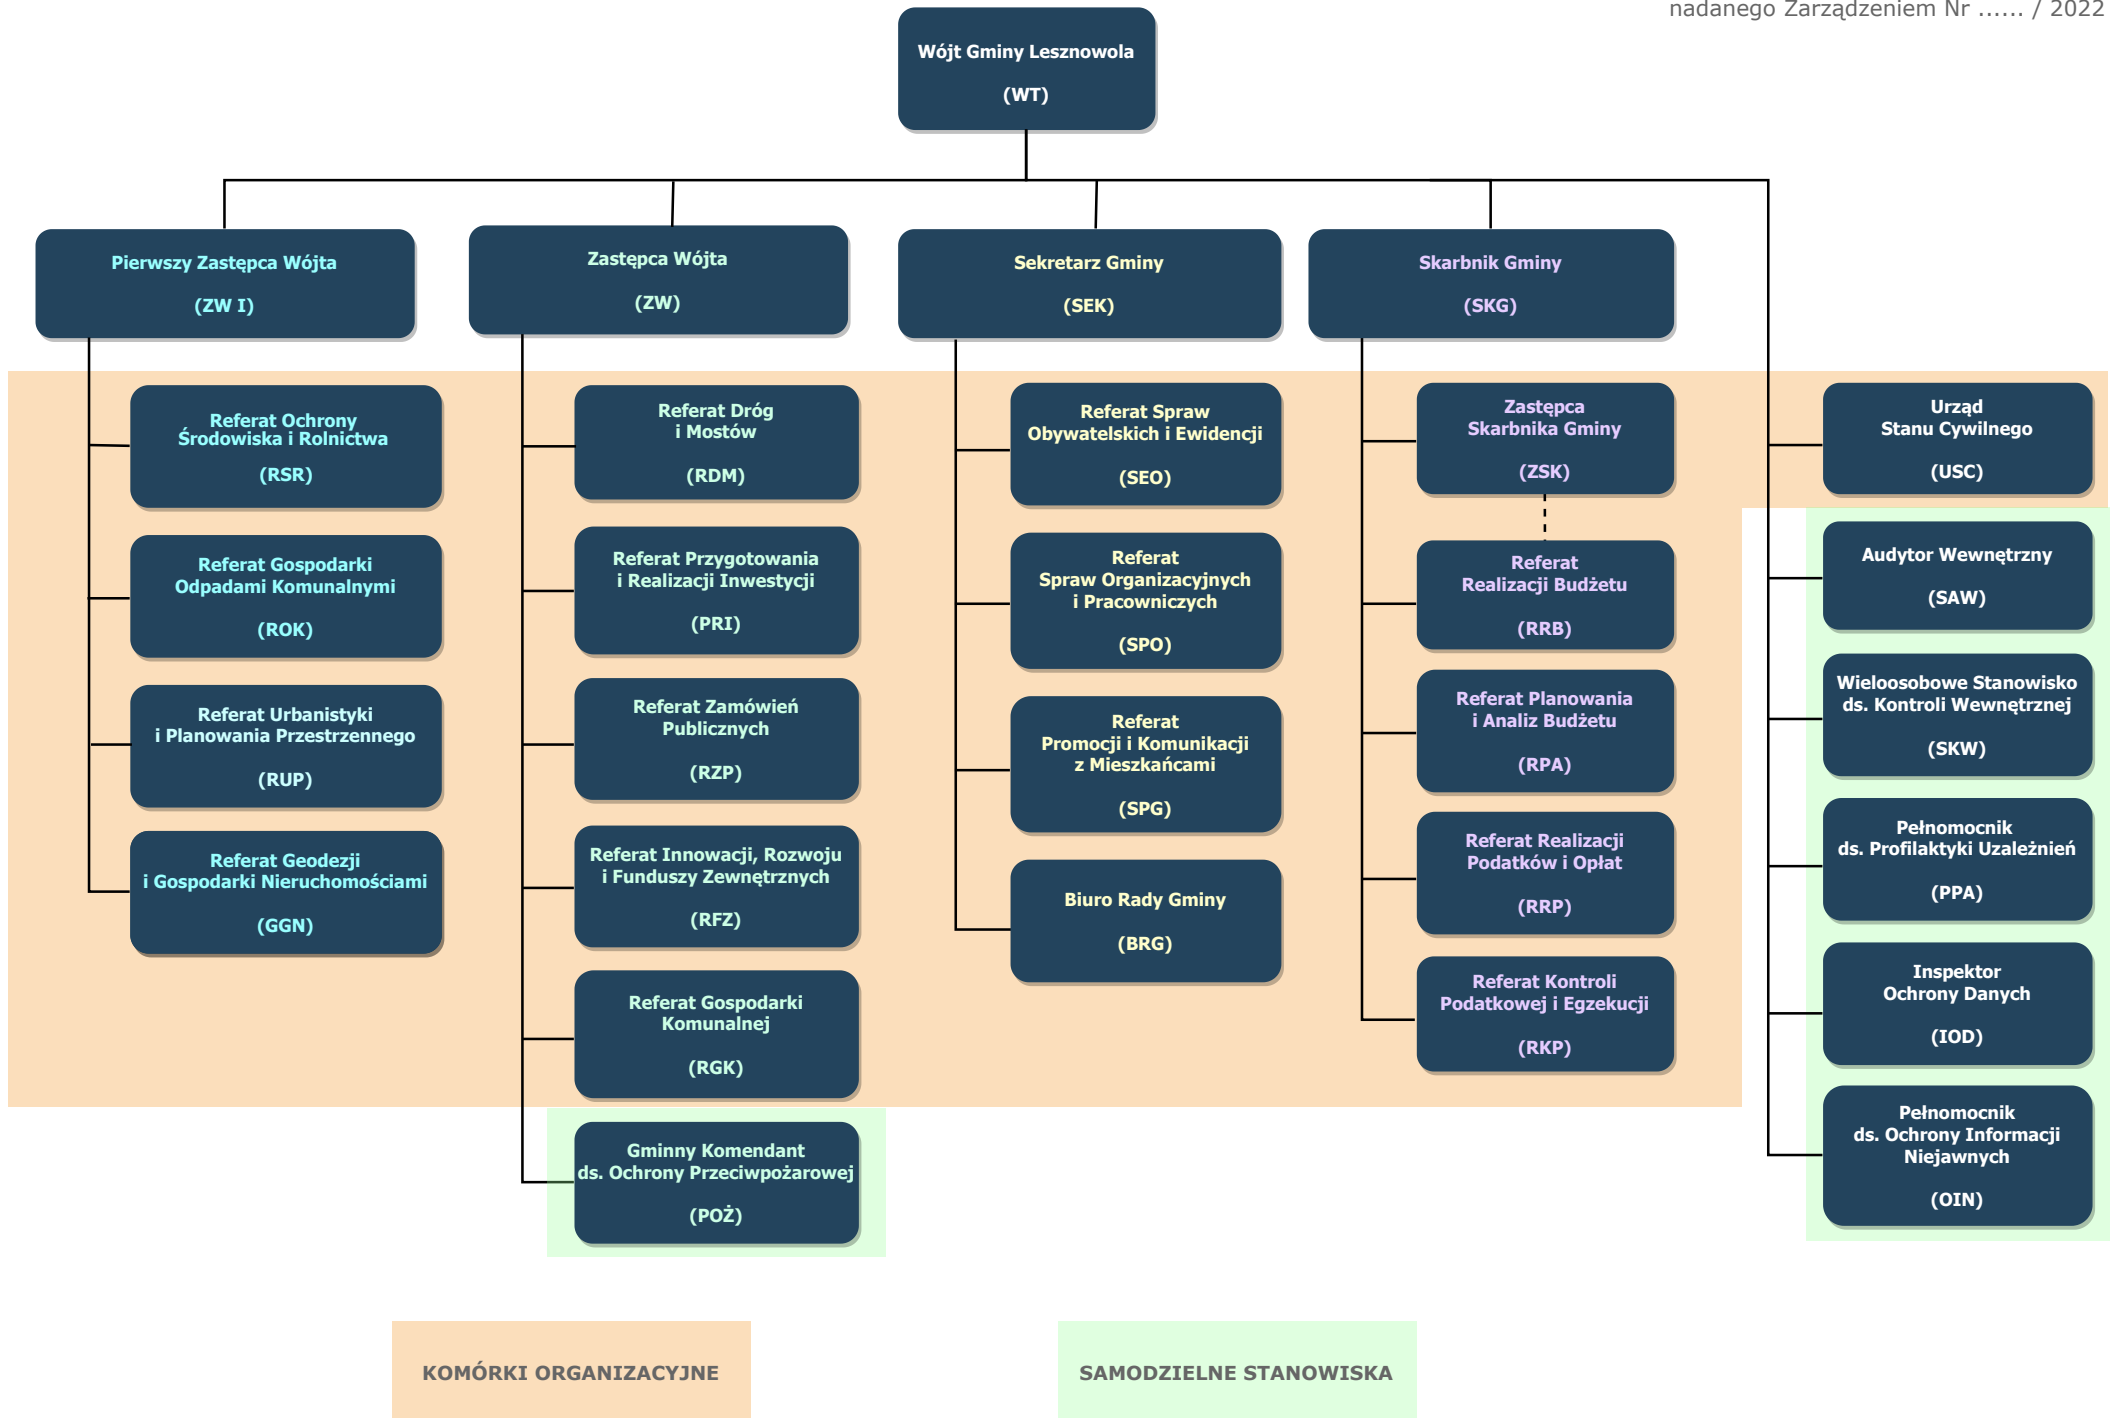 nadanego Zarządzeniem Nr ...... / 2022
Wójt Gminy Lesznowola
(WT)
Pierwszy Zastępca Wójta
(ZW I)
Zastępca Wójta
(ZW)
Sekretarz Gminy
(SEK)
Skarbnik Gminy
(SKG)
Referat Ochrony
Środowiska i Rolnictwa
(RSR)
Referat Gospodarki
Odpadami Komunalnymi
(ROK)
Referat Urbanistyki
i Planowania Przestrzennego
(RUP)
Referat Geodezji
i Gospodarki Nieruchomościami
(GGN)
Referat Dróg
i Mostów
(RDM)
Referat Przygotowania
i Realizacji Inwestycji
(PRI)
Referat Zamówień
Publicznych
(RZP)
Referat Innowacji, Rozwoju
i Funduszy Zewnętrznych
(RFZ)
Referat Gospodarki
Komunalnej
(RGK)
Gminny Komendant
ds. Ochrony Przeciwpożarowej
(POŻ)
Referat Spraw
Obywatelskich i Ewidencji
(SEO)
Referat
Spraw Organizacyjnych
i Pracowniczych
(SPO)
Referat
Promocji i Komunikacji
z Mieszkańcami
(SPG)
Biuro Rady Gminy
(BRG)
Zastępca
Skarbnika Gminy
(ZSK)
Referat
Realizacji Budżetu
(RRB)
Referat Planowania
i Analiz Budżetu
(RPA)
Referat Realizacji
Podatków i Opłat
(RRP)
Referat Kontroli
Podatkowej i Egzekucji
(RKP)
Urząd
Stanu Cywilnego
(USC)
Audytor Wewnętrzny
(SAW)
Wieloosobowe Stanowisko
ds. Kontroli Wewnętrznej
(SKW)
Pełnomocnik
ds. Profilaktyki Uzależnień
(PPA)
Inspektor
Ochrony Danych
(IOD)
Pełnomocnik
ds. Ochrony Informacji
Niejawnych
(OIN)
KOMÓRKI ORGANIZACYJNE
SAMODZIELNE STANOWISKA